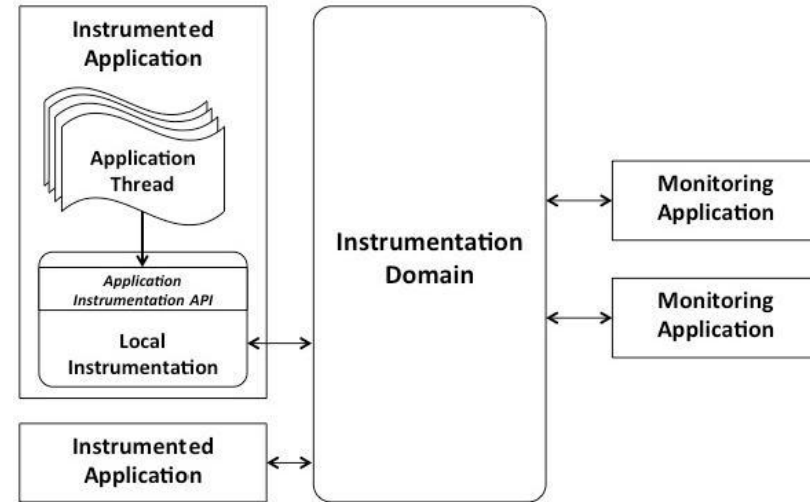 Instrumented
Application
Application
Thread
Application
Instrumentation API
Local
Instrumentation
Instrumented
Application
Instrumentation
Domain
Monitoring
Application
Monitoring
Application